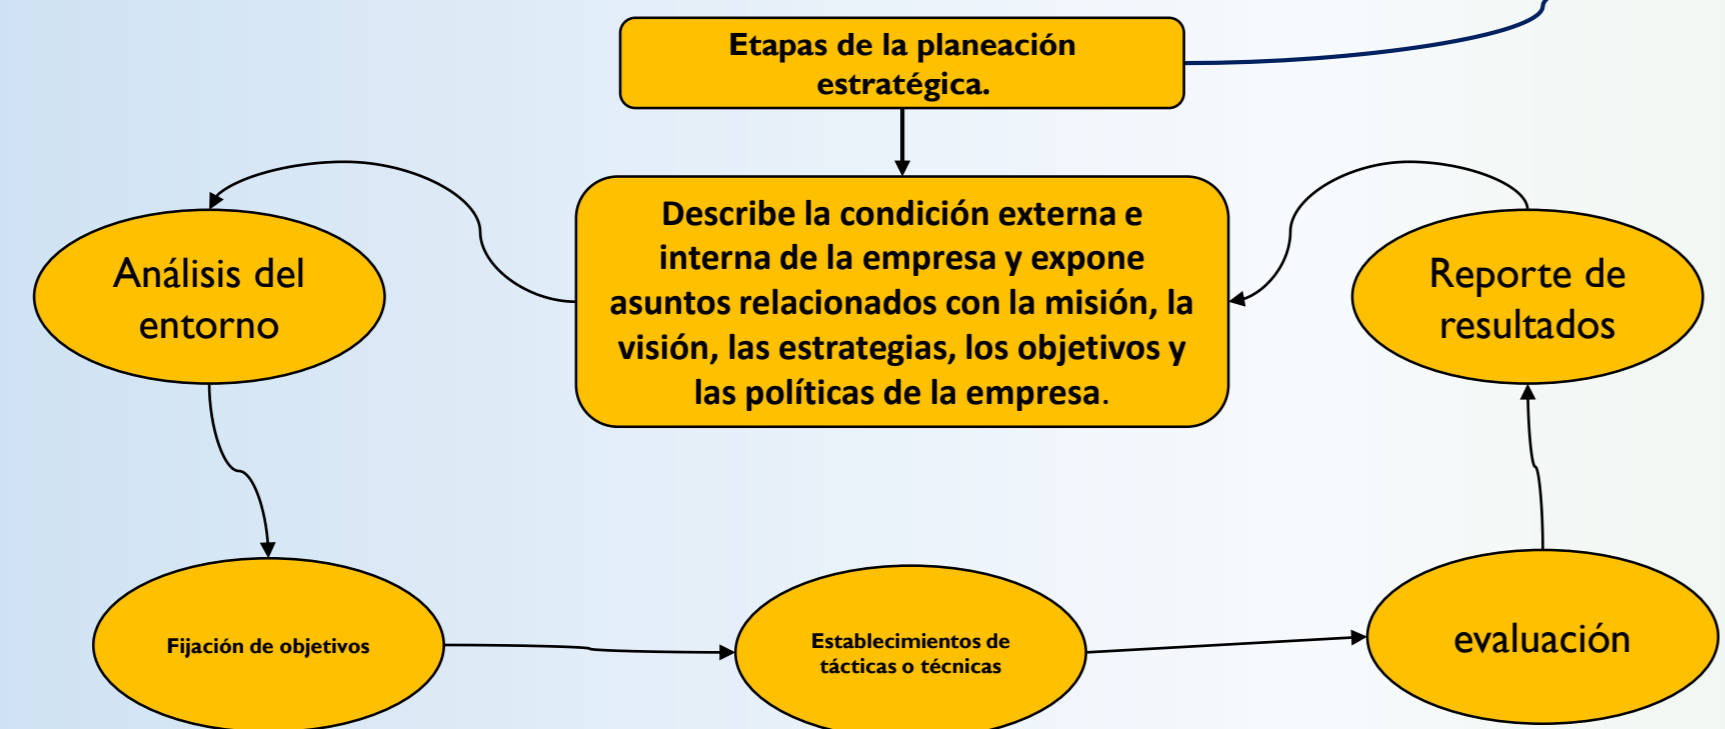 Etapas de la planeación
estratégica.
Describe la condición externa e
interna de la empresa y expone
asuntos relacionados con la misión, la
visión, las estrategias, los objetivos y
las políticas de la empresa.
Análisis del
entorno
Reporte de
resultados
Fijación de objetivos
Establecimientos de
tácticas o técnicas
evaluación